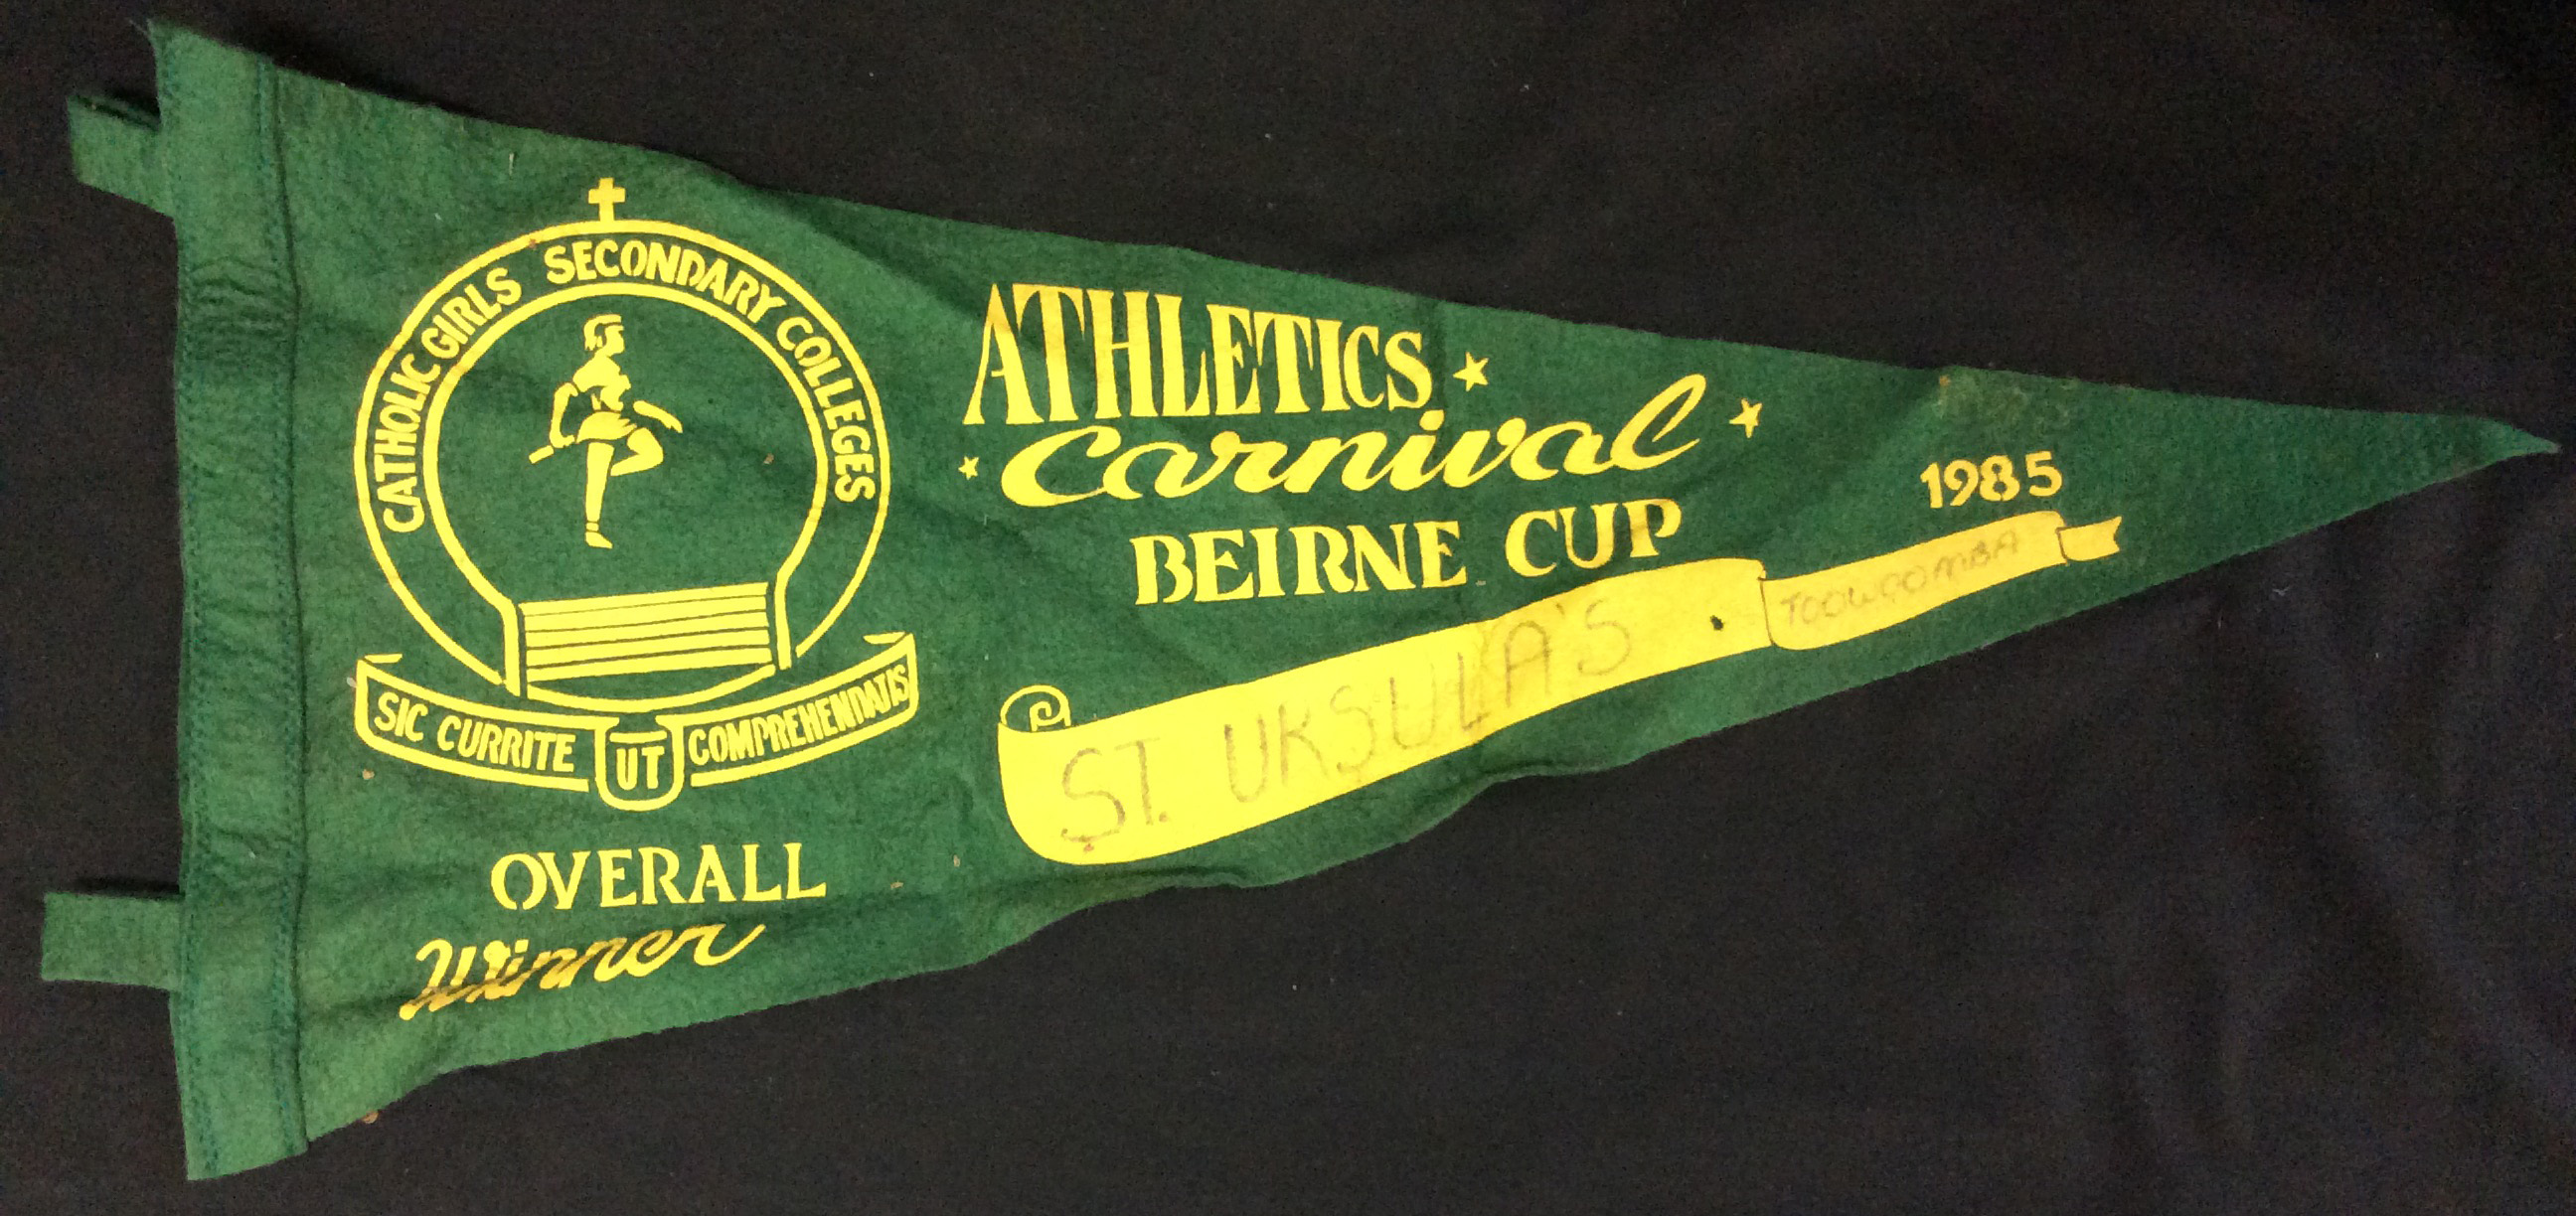 CATHOLIC GIRLS SECONDARY COLLEGES
SIC CURRITE UT COMPREHENDATIS
OVERALL
Winner
ATHLETICS
Carnival
BEIRNE CUP
1985
ST. URSULA'S
TOOWOOMBA